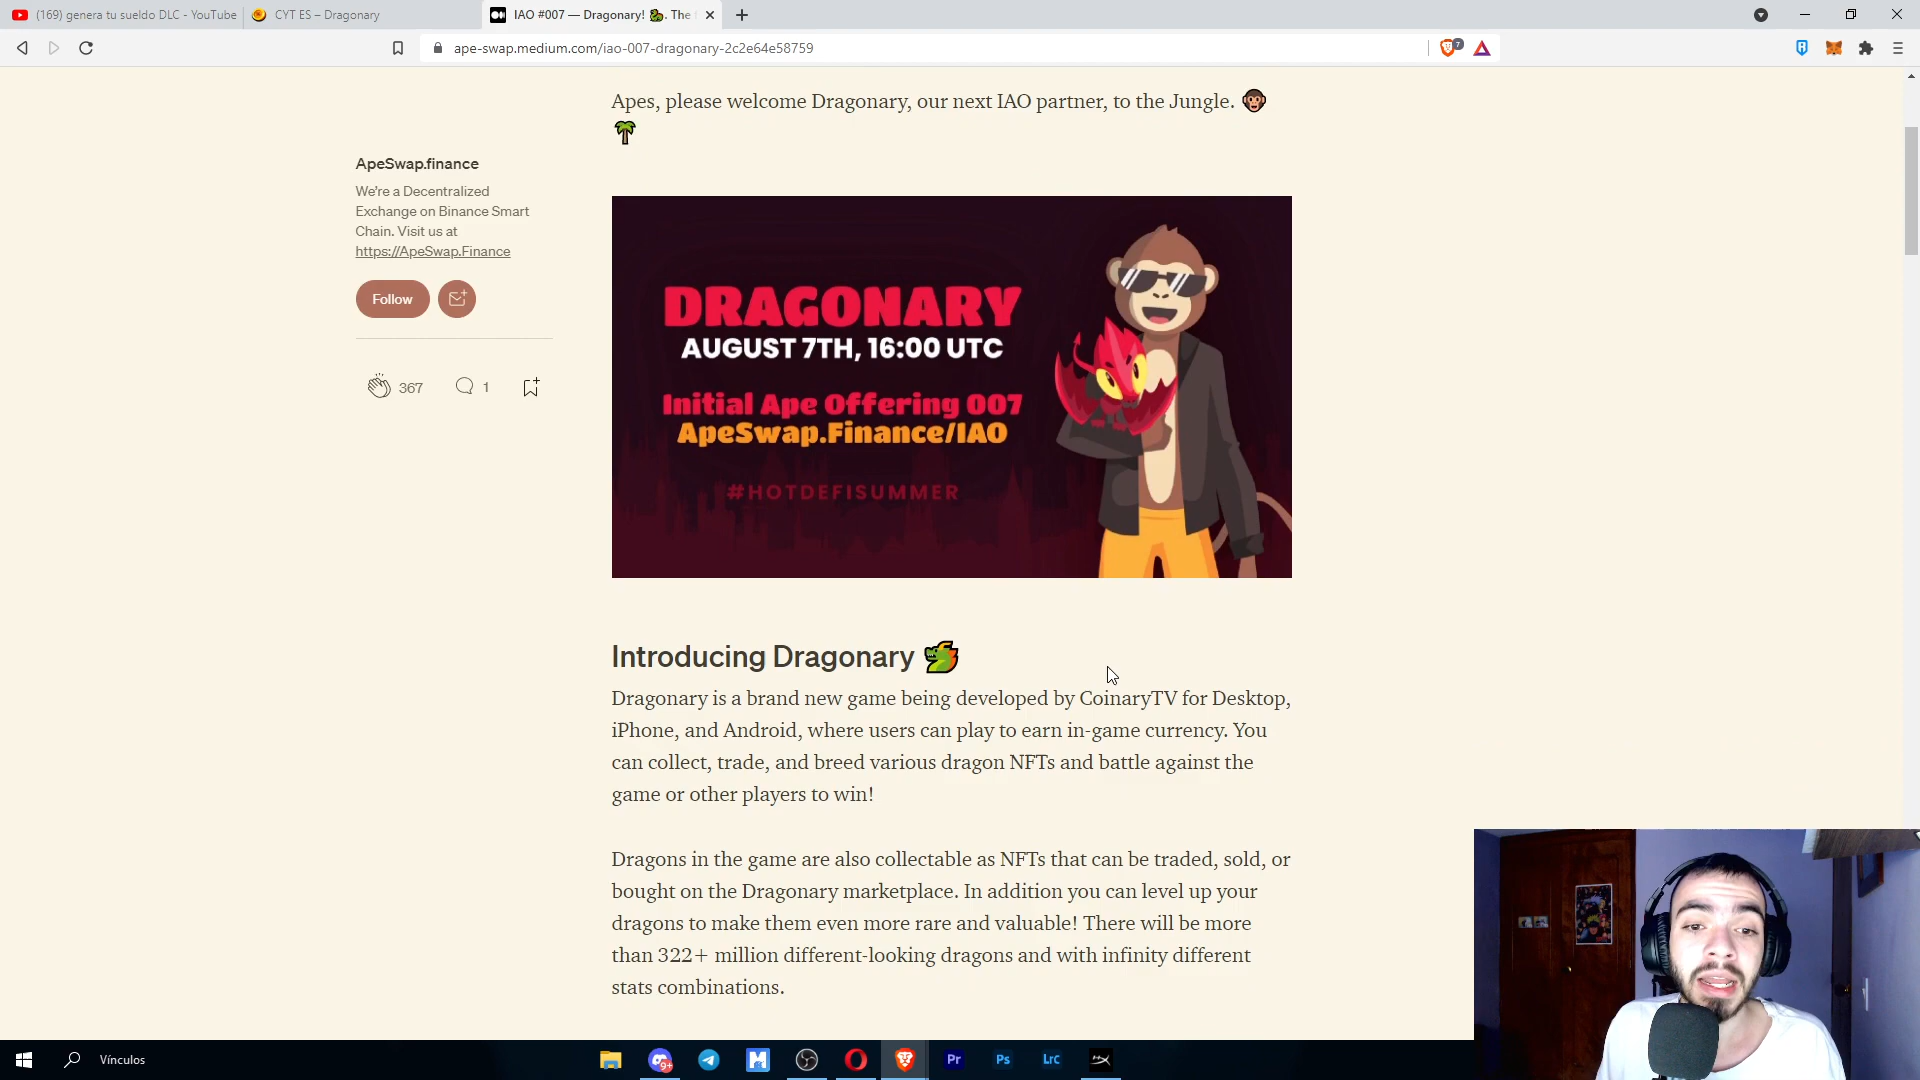 (169) genera tu sueldo DLC - YouTube
CYT ES – Dragonary
IAO #007 — Dragonary! 🐉. The
ape-swap.medium.com/iao-007-dragonary-2c2e64e58759
7
Apes, please welcome Dragonary, our next IAO partner, to the Jungle. 🐵
🌴
ApeSwap.finance
We're a Decentralized
Exchange on Binance Smart
Chain. Visit us at
https://ApeSwap.Finance
Follow
367
1
DRAGONARY
AUGUST 7TH, 16:00 UTC
Initial Ape Offering 007
ApeSwap.Finance/IAO
#HOTDEFISUMMER
Introducing Dragonary 🐲
Dragonary is a brand new game being developed by CoinaryTV for Desktop,
iPhone, and Android, where users can play to earn in-game currency. You
can collect, trade, and breed various dragon NFTs and battle against the
game or other players to win!
Dragons in the game are also collectable as NFTs that can be traded, sold, or
bought on the Dragonary marketplace. In addition you can level up your
dragons to make them even more rare and valuable! There will be more
than 322+ million different-looking dragons and with infinity different
stats combinations.
Vínculos
9+
Pr
Ps
LrC